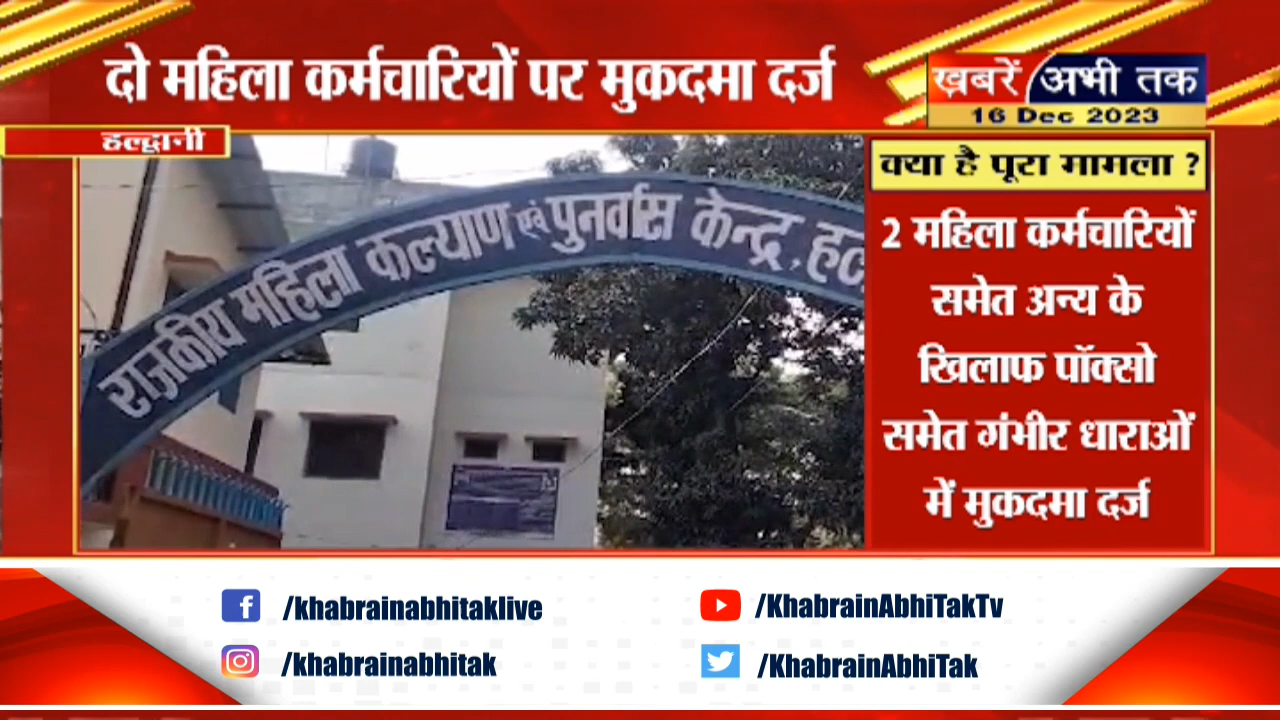 दो महिला कर्मचारियों पर मुकदमा दर्ज
ख़बरें अभी तक
16 Dec 2023
हल्द्वानी
क्या है पूरा मामला ?
राजकीय महिला कल्याण एवं पुनर्वास केन्द्र, हल
2 महिला कर्मचारियों
समेत अन्य के
खिलाफ पॉक्सो
समेत गंभीर धाराओं
में मुकदमा दर्ज
/khabrainabhitaklive
/KhabrainAbhiTakTv
/khabrainabhitak
/KhabrainAbhiTak